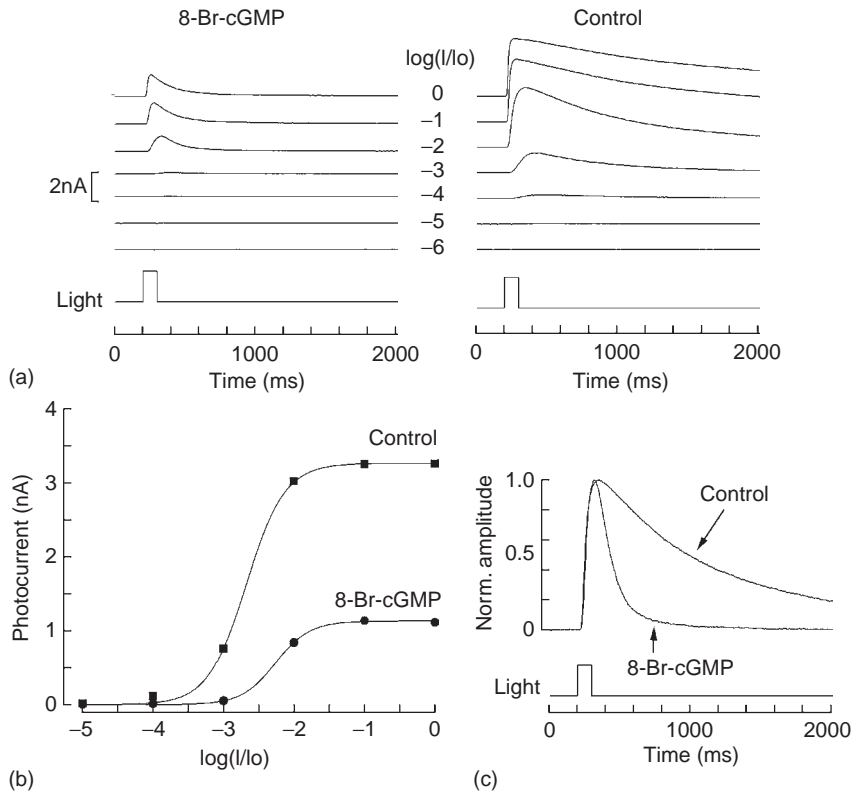 8-Br-cGMP
Control
log(I/Io)
0
−1
−2
−3
−4
−5
−6
2nA
Light
0 1000 2000
Time (ms)
0 1000 2000
Time (ms)
(a)
4
3
2
1
0
Photocurrent (nA)
Control
8-Br-cGMP
−5 −4 −3 −2 −1 0
log(I/Io)
(b)
1.0
0.5
0
Norm. amplitude
Control
8-Br-cGMP
Light
0 1000 2000
Time (ms)
(c)